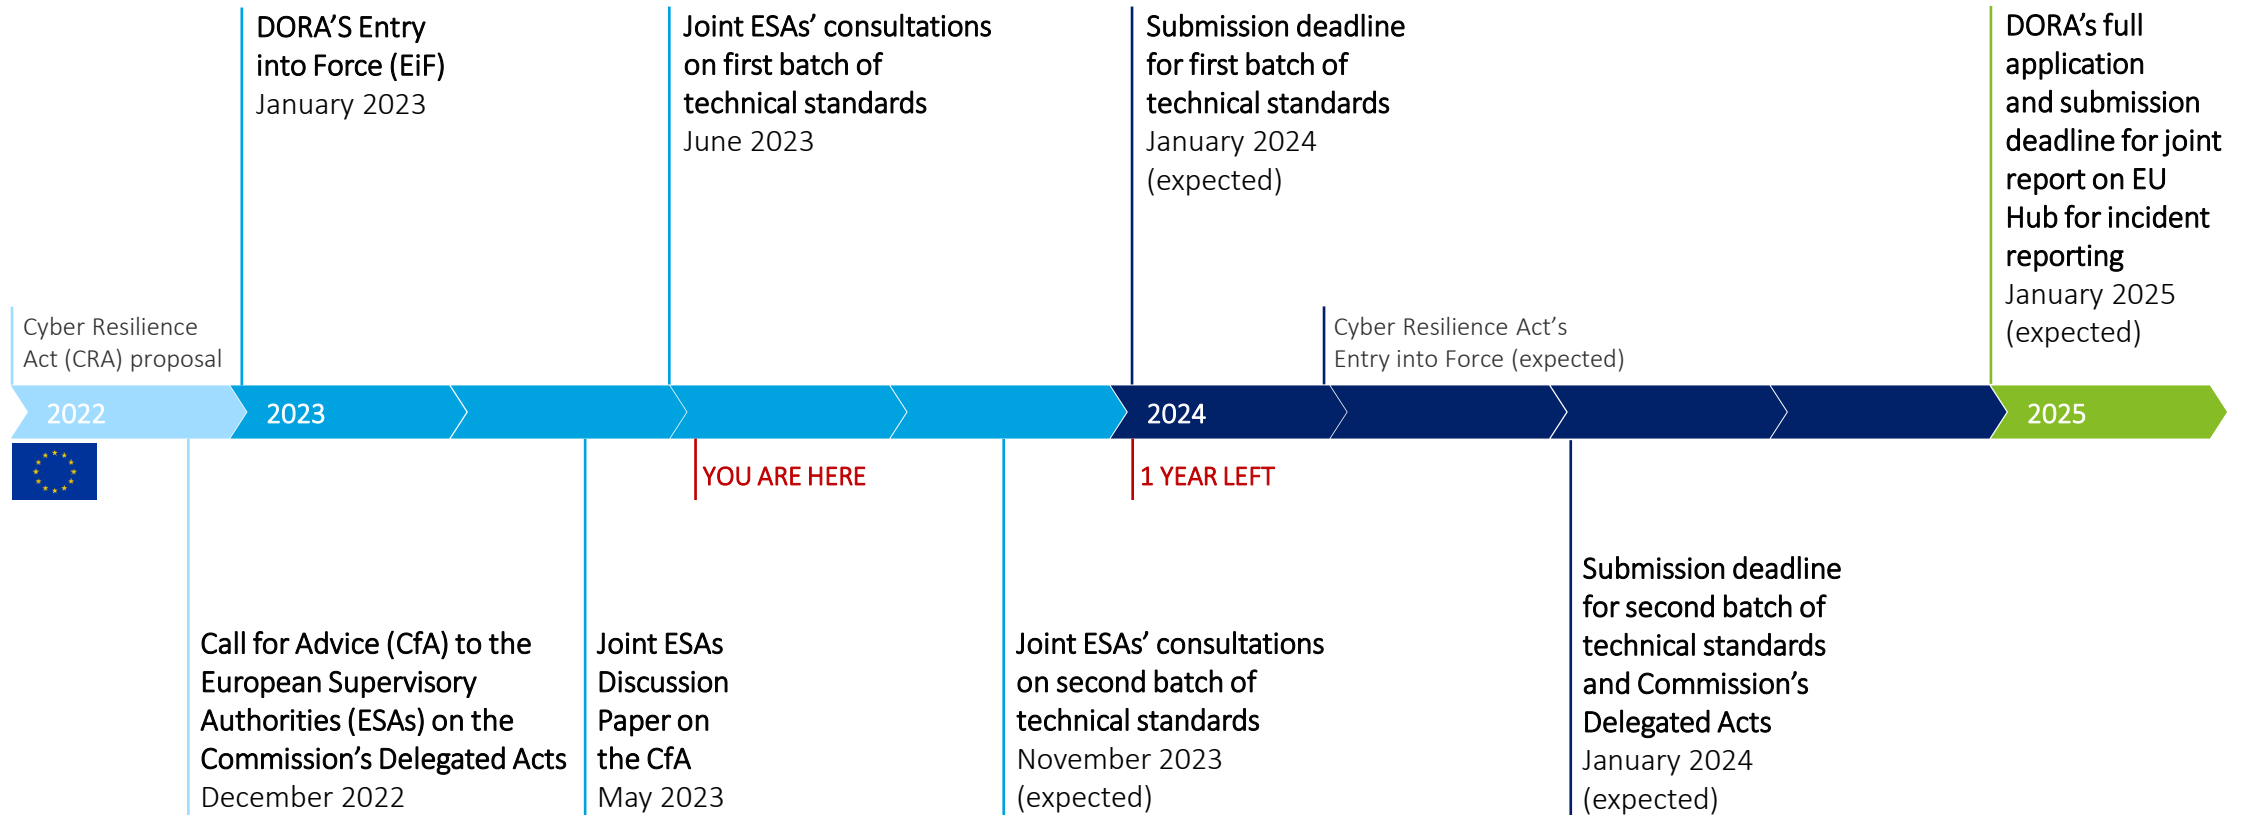 DORA'S Entry
into Force (EiF)
January 2023
Joint ESAs’ consultations
on first batch of
technical standards
June 2023
Submission deadline
for first batch of
technical standards
January 2024
(expected)
DORA’s full
application
and submission
deadline for joint
report on EU
Hub for incident
reporting
January 2025
(expected)
Cyber Resilience
Act (CRA) proposal
Cyber Resilience Act’s
Entry into Force (expected)
2022
2023
2024
2025
YOU ARE HERE
1 YEAR LEFT
Call for Advice (CfA) to the
European Supervisory
Authorities (ESAs) on the
Commission’s Delegated Acts
December 2022
Joint ESAs
Discussion
Paper on
the CfA
May 2023
Joint ESAs’ consultations
on second batch of
technical standards
November 2023
(expected)
Submission deadline
for second batch of
technical standards
and Commission’s
Delegated Acts
January 2024
(expected)